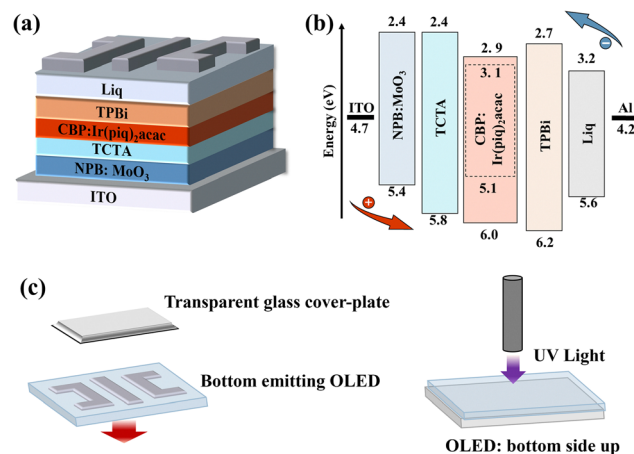 (a)
Liq
TPBi
CBP:Ir(piq)₂acac
TCTA
NPB: MoO₃
ITO
(b)
Energy (eV)
ITO
4.7
2.4
NPB:MoO₃
5.4
2.4
TCTA
5.8
2.9
3. 1
CBP:
Ir(piq)₂acac
5.1
6.0
2.7
TPBi
6.2
3.2
Liq
5.6
Al
4.2
+
−
(c)
Transparent glass cover-plate
Bottom emitting OLED
UV Light
OLED: bottom side up